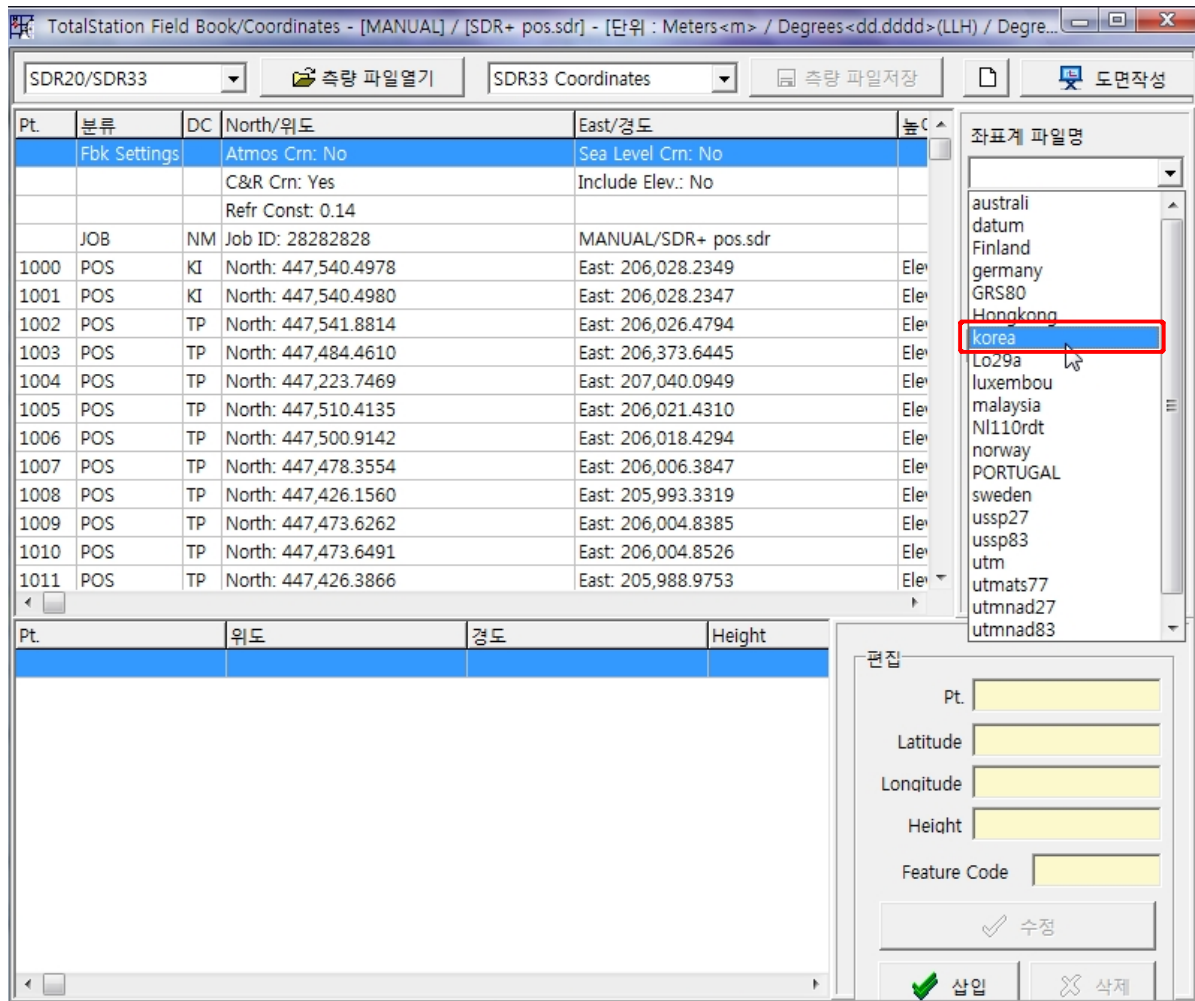 TotalStation Field Book/Coordinates - [MANUAL] / [SDR+ pos.sdr] - [단위 : Meters<m> / Degrees<dd.dddd>(LLH) / Degre...
SDR20/SDR33 측량 파일열기 SDR33 Coordinates 측량 파일저장 도면작성
Pt. 분류 DC North/위도 East/경도
Fbk Settings Atmos Crn: No Sea Level Crn: No
C&R Crn: Yes Include Elev.: No
Refr Const: 0.14
JOB NM Job ID: 28282828 MANUAL/SDR+ pos.sdr
1000 POS KI North: 447,540.4978 East: 206,028.2349 Ele
1001 POS KI North: 447,540.4980 East: 206,028.2347 Ele
1002 POS TP North: 447,541.8814 East: 206,026.4794 Ele
1003 POS TP North: 447,484.4610 East: 206,373.6445 Ele
1004 POS TP North: 447,223.7469 East: 207,040.0949 Ele
1005 POS TP North: 447,510.4135 East: 206,021.4310 Ele
1006 POS TP North: 447,500.9142 East: 206,018.4294 Ele
1007 POS TP North: 447,478.3554 East: 206,006.3847 Ele
1008 POS TP North: 447,426.1560 East: 205,993.3319 Ele
1009 POS TP North: 447,473.6262 East: 206,004.8385 Ele
1010 POS TP North: 447,473.6491 East: 206,004.8526 Ele
1011 POS TP North: 447,426.3866 East: 205,988.9753 Ele
좌표계 파일명
australi
datum
Finland
germany
GRS80
Hongkong
korea
Lo29a
luxembou
malaysia
Nl110rdt
norway
PORTUGAL
sweden
ussp27
ussp83
utm
utmats77
utmnad27
utmnad83
Pt. 위도 경도 Height
편집
Pt.
Latitude
Longitude
Height
Feature Code
수정
삽입 삭제